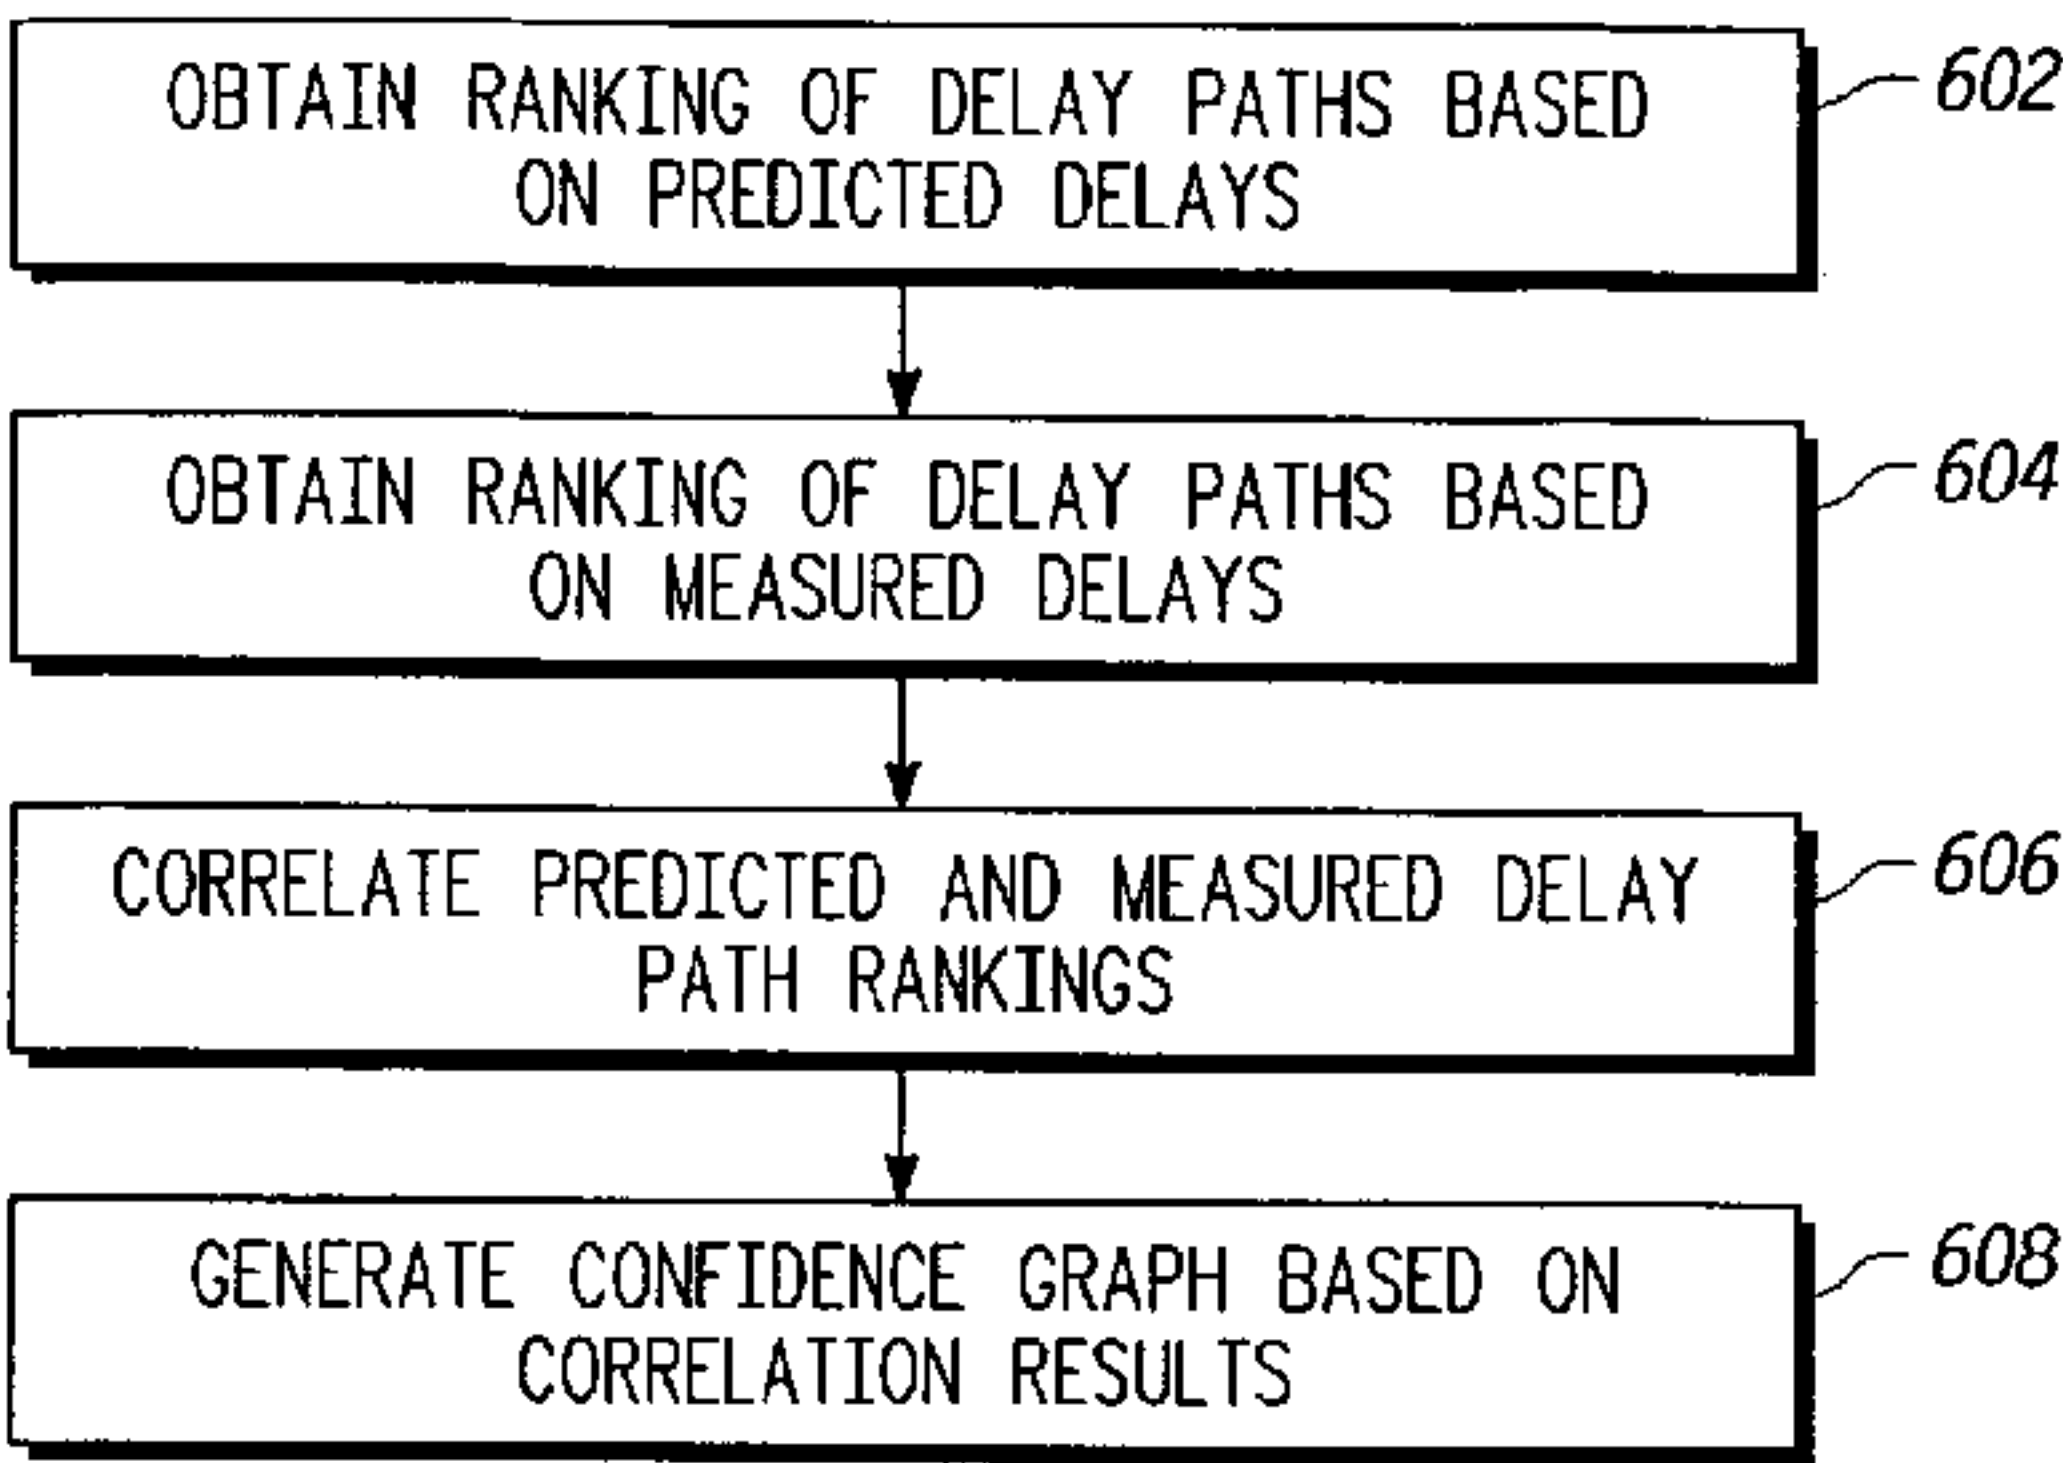 OBTAIN RANKING OF DELAY PATHS BASED
ON PREDICTED DELAYS
602
OBTAIN RANKING OF DELAY PATHS BASED
ON MEASURED DELAYS
604
CORRELATE PREDICTED AND MEASURED DELAY
PATH RANKINGS
606
GENERATE CONFIDENCE GRAPH BASED ON
CORRELATION RESULTS
608